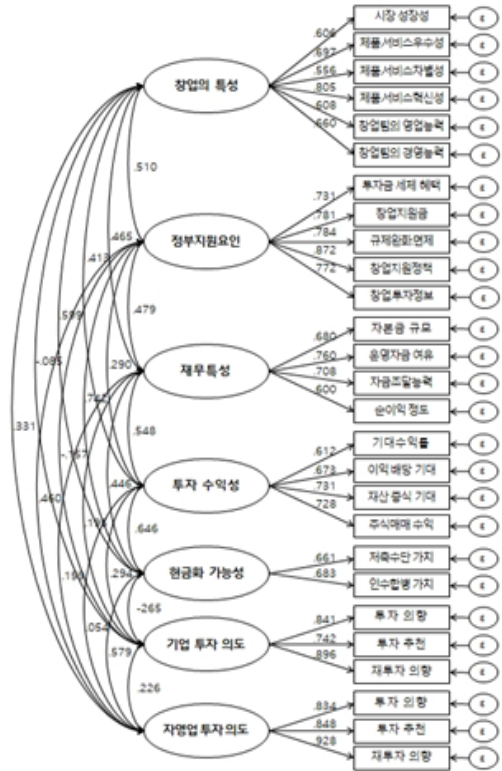 시장 성장성
.606
제품.서비스우수성
.697
제품.서비스차별성
.556
제품.서비스혁신성
.805
창업팀의 영업능력
.608
창업팀의 경영능력
.660
창업의 특성
.510
투자금 세제 혜택
.731
창업지원금
.781
규제완화면제
.784
창업지원정책
.872
창업투자정보
.772
정부지원요인
.465
.413
.479
.599
자본금 규모
.680
운영자금 여유
.760
자금조달능력
.708
순이익 정도
.600
재무특성
.290
-.085
.331
.548
기대수익률
.612
이익 배당 기대
.673
재산 증식 기대
.731
주식매매 수익
.728
투자 수익성
.446
.460
.646
저축수단 가치
.661
인수합병 가치
.683
현금화 가능성
.054
-.265
.579
투자 의향
.841
투자 추천
.742
재투자 의향
.896
기업 투자 의도
.226
투자 의향
.834
투자 추천
.848
재투자 의향
.928
자영업 투자 의도